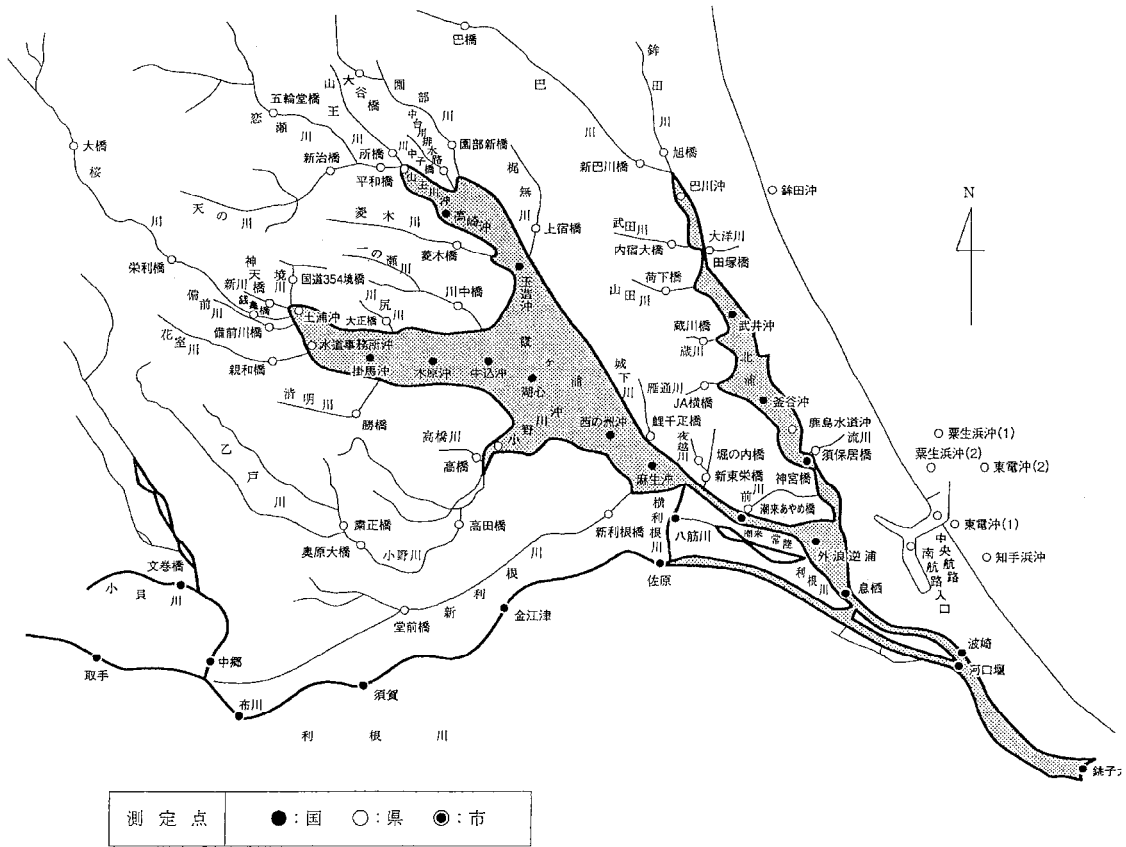 巴橋
鉾田川
大谷橋
園部川
山王川
巴川
五輪堂橋
恋瀬川
中台川排水路
所橋
中子橋
園部新橋
旭橋
大橋
桜川
新治橋
平和橋
山王川沖
梶無川
新巴川橋
巴川沖
鉾田沖
N
天の川
菱木川
高崎沖
上宿橋
武田川
大洋川
内宿大橋
田塚橋
栄利橋
菱木橋
一の瀬川
玉造沖
荷下橋
山田川
神天橋
新川
境川
国道354境橋
川中橋
備前川
銭亀橋
土浦沖
川尻川
大正橋
蔵川橋
蔵川
武井沖
花室川
備前川橋
水道事務所沖
霞ヶ浦
城下川
北浦
親和橋
掛馬沖
木原沖
牛込沖
湖心
雁通川
JA横橋
釜谷沖
清明川
勝橋
小野川沖
西の洲沖
鯉千疋橋
鹿島水道沖
流川
粟生浜沖(1)
高橋川
高橋
夜越川
堀の内橋
須保居橋
粟生浜沖(2)
東電沖(2)
乙戸川
麻生沖
新東栄橋
神宮橋
前川
潮来あやめ橋
粛正橋
高田橋
新利根橋
横利根川
八筋川
潮来
常陸利根川
外浪逆浦
東電沖(1)
中央航路
南航路入口
知手浜沖
奥原大橋
小野川
文巻橋
小貝川
佐原
息栖
新利根川
金江津
堂前橋
波崎
河口堰
取手
中郷
須賀
布川
利根川
銚子大
測定点 ●:国 ○:県 ◉:市